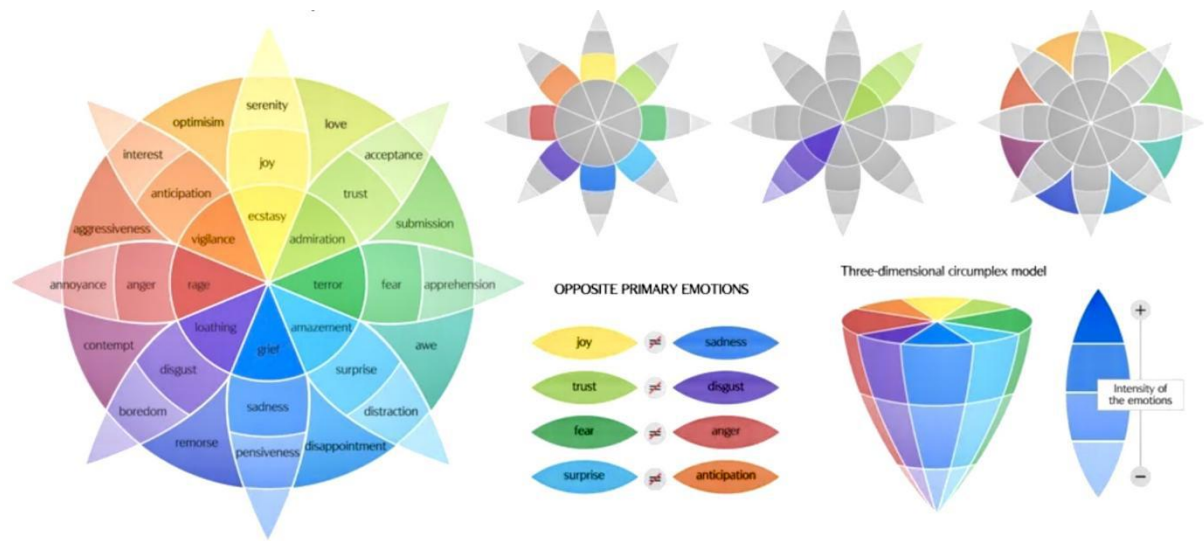 serenity
optimisim
love
interest
acceptance
joy
anticipation
trust
ecstasy
aggressiveness
submission
vigilance
admiration
annoyance
anger
rage
terror
fear
apprehension
loathing
amazement
contempt
grief
awe
disgust
surprise
boredom
sadness
distraction
remorse
pensiveness
disappointment
OPPOSITE PRIMARY EMOTIONS
joy ≠ sadness
trust ≠ disgust
fear ≠ anger
surprise ≠ anticipation
Three-dimensional circumplex model
+
Intensity of
the emotions
−